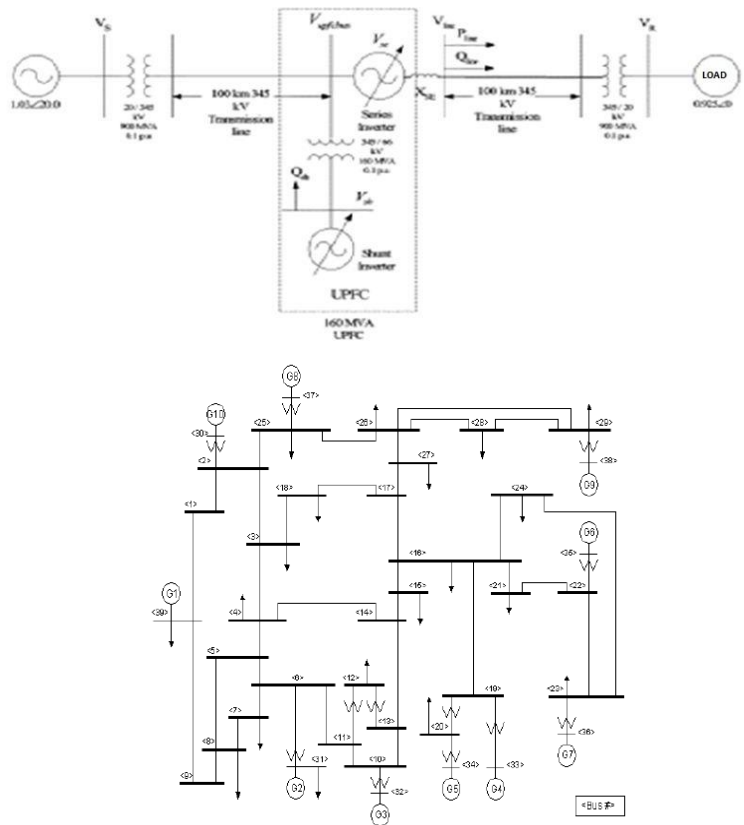 V_S
V_upfcbus
V_se
V_line
P_line
Q_line
V_R
LOAD
1.03∠20.0
0.925∠0
20 / 345
kV
900 MVA
0.1 p.u.
100 km 345
kV
Transmission
line
Series
Inverter
X_SE
100 km 345
kV
Transmission
line
345 / 20
kV
900 MVA
0.1 p.u.
345 / 66
kV
160 MVA
0.1 p.u.
Q_sh
V_sh
Shunt
Inverter
UPFC
160 MVA
UPFC
G8
<37>
G10
<30>
<25>
<26>
<28>
<29>
<2>
<27>
<38>
G9
<1>
<18>
<17>
<24>
G6
<3>
<16>
<35>
G1
<39>
<15>
<21>
<22>
<4>
<14>
<5>
<6>
<12>
<19>
<23>
<7>
<13>
<20>
<36>
<8>
<11>
<31>
<10>
G7
<9>
G2
<32>
<34>
<33>
G3
G5
G4
<Bus #>